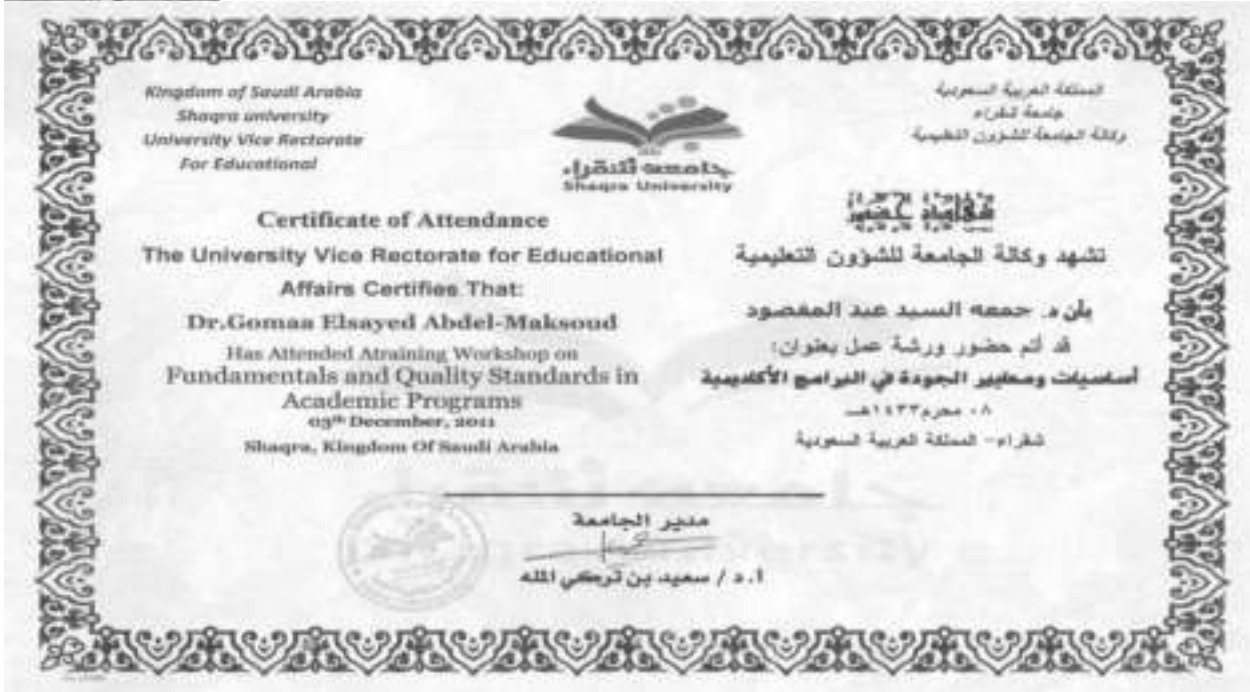 Kingdom of Saudi Arabia
Shaqra university
University Vice Rectorate
For Educational
جامعة شقراء
Shaqra University
المملكة العربية السعودية
جامعة شقراء
وكالة الجامعة للشؤون التعليمية
Certificate of Attendance
The University Vice Rectorate for Educational
Affairs Certifies That:
Dr.Gomaa Elsayed Abdel-Maksoud
Has Attended Atraining Workshop on
Fundamentals and Quality Standards in
Academic Programs
03th December, 2011
Shaqra, Kingdom Of Saudi Arabia
شهادة حضور
تشهد وكالة الجامعة للشؤون التعليمية
بأن د. جمعه السيد عبد المقصود
قد أتم حضور ورشة عمل بعنوان:
أساسيات ومعايير الجودة في البرامج الأكاديمية
٠٨ محرم ١٤٣٣هـ
شقراء- المملكة العربية السعودية
مدير الجامعة
أ.د / سعيد بن تركي الملة